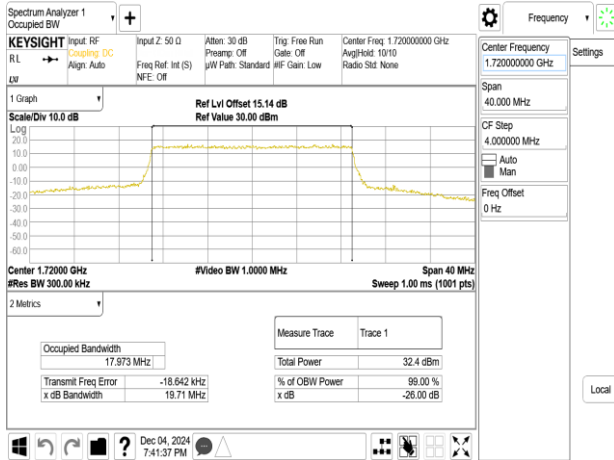 Spectrum Analyzer 1
Occupied BW
+
Frequency
KEYSIGHT
RL
LXI
Input: RF
Coupling: DC
Align: Auto
Input Z: 50 Ω
Freq Ref: Int (S)
NFE: Off
Atten: 30 dB
Preamp: Off
µW Path: Standard
Trig: Free Run
Gate: Off
#IF Gain: Low
Center Freq: 1.720000000 GHz
Avg|Hold: 10/10
Radio Std: None
Center Frequency
1.720000000 GHz
Settings
Span
40.000 MHz
CF Step
4.000000 MHz
Auto
Man
Freq Offset
0 Hz
Local
1 Graph
Scale/Div 10.0 dB
Ref Lvl Offset 15.14 dB
Ref Value 30.00 dBm
Log
20.0
10.0
0.00
-10.0
-20.0
-30.0
-40.0
-50.0
-60.0
Center 1.72000 GHz
#Video BW 1.0000 MHz
Span 40 MHz
#Res BW 300.00 kHz
Sweep 1.00 ms (1001 pts)
2 Metrics
Occupied Bandwidth
17.973 MHz
Transmit Freq Error -18.642 kHz
x dB Bandwidth 19.71 MHz
Measure Trace Trace 1
Total Power 32.4 dBm
% of OBW Power 99.00 %
x dB -26.00 dB
?
Dec 04, 2024
7:41:37 PM